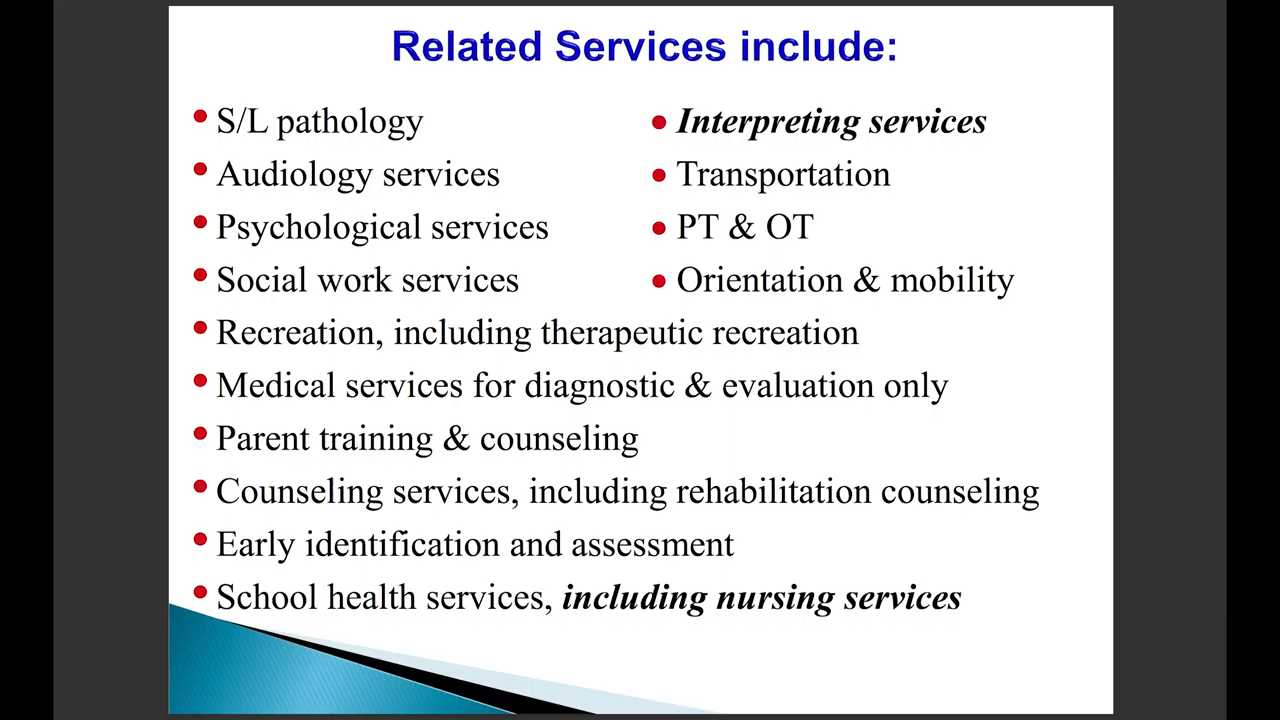 Related Services include:
• S/L pathology
• Audiology services
• Psychological services
• Social work services
• Interpreting services
• Transportation
• PT & OT
• Orientation & mobility
• Recreation, including therapeutic recreation
• Medical services for diagnostic & evaluation only
• Parent training & counseling
• Counseling services, including rehabilitation counseling
• Early identification and assessment
• School health services, including nursing services